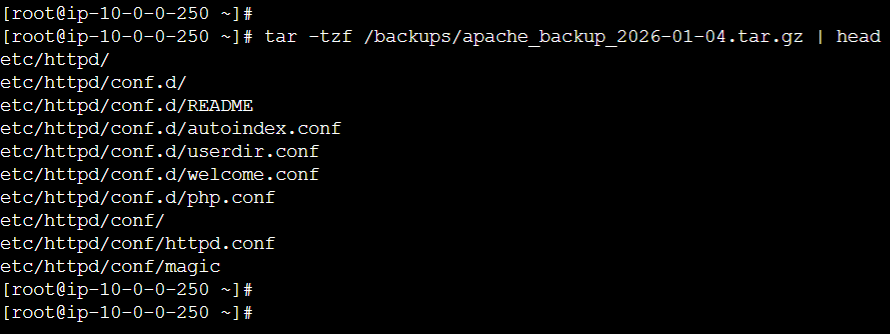 [root@ip-10-0-0-250 ~]#
[root@ip-10-0-0-250 ~]# tar -tzf /backups/apache_backup_2026-01-04.tar.gz | head
etc/httpd/
etc/httpd/conf.d/
etc/httpd/conf.d/README
etc/httpd/conf.d/autoindex.conf
etc/httpd/conf.d/userdir.conf
etc/httpd/conf.d/welcome.conf
etc/httpd/conf.d/php.conf
etc/httpd/conf/
etc/httpd/conf/httpd.conf
etc/httpd/conf/magic
[root@ip-10-0-0-250 ~]#
[root@ip-10-0-0-250 ~]#